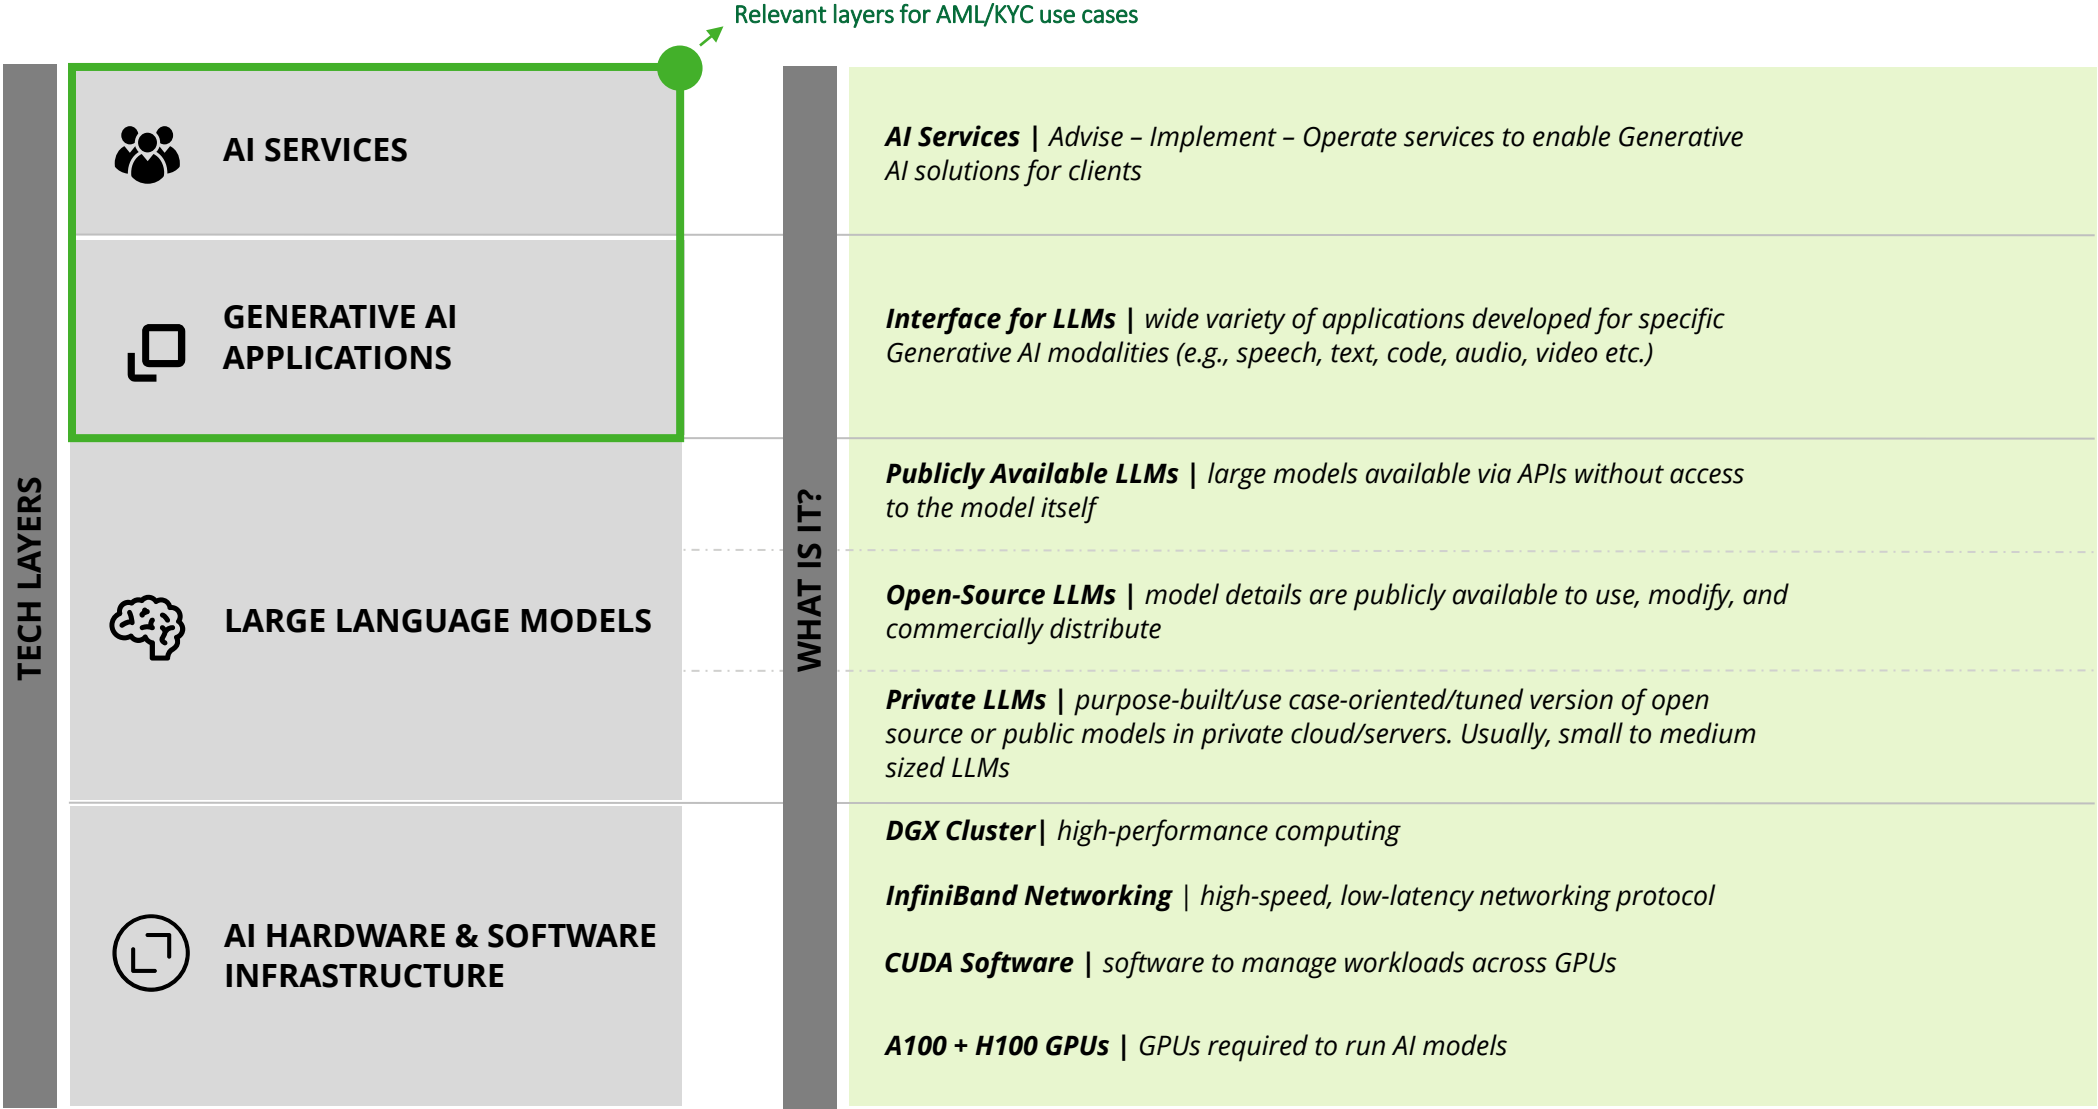 Relevant layers for AML/KYC use cases
TECH LAYERS
WHAT IS IT?
AI SERVICES
AI Services | Advise – Implement – Operate services to enable Generative
AI solutions for clients
GENERATIVE AI
APPLICATIONS
Interface for LLMs | wide variety of applications developed for specific
Generative AI modalities (e.g., speech, text, code, audio, video etc.)
LARGE LANGUAGE MODELS
Publicly Available LLMs | large models available via APIs without access
to the model itself
Open-Source LLMs | model details are publicly available to use, modify, and
commercially distribute
Private LLMs | purpose-built/use case-oriented/tuned version of open
source or public models in private cloud/servers. Usually, small to medium
sized LLMs
AI HARDWARE & SOFTWARE
INFRASTRUCTURE
DGX Cluster| high-performance computing
InfiniBand Networking | high-speed, low-latency networking protocol
CUDA Software | software to manage workloads across GPUs
A100 + H100 GPUs | GPUs required to run AI models